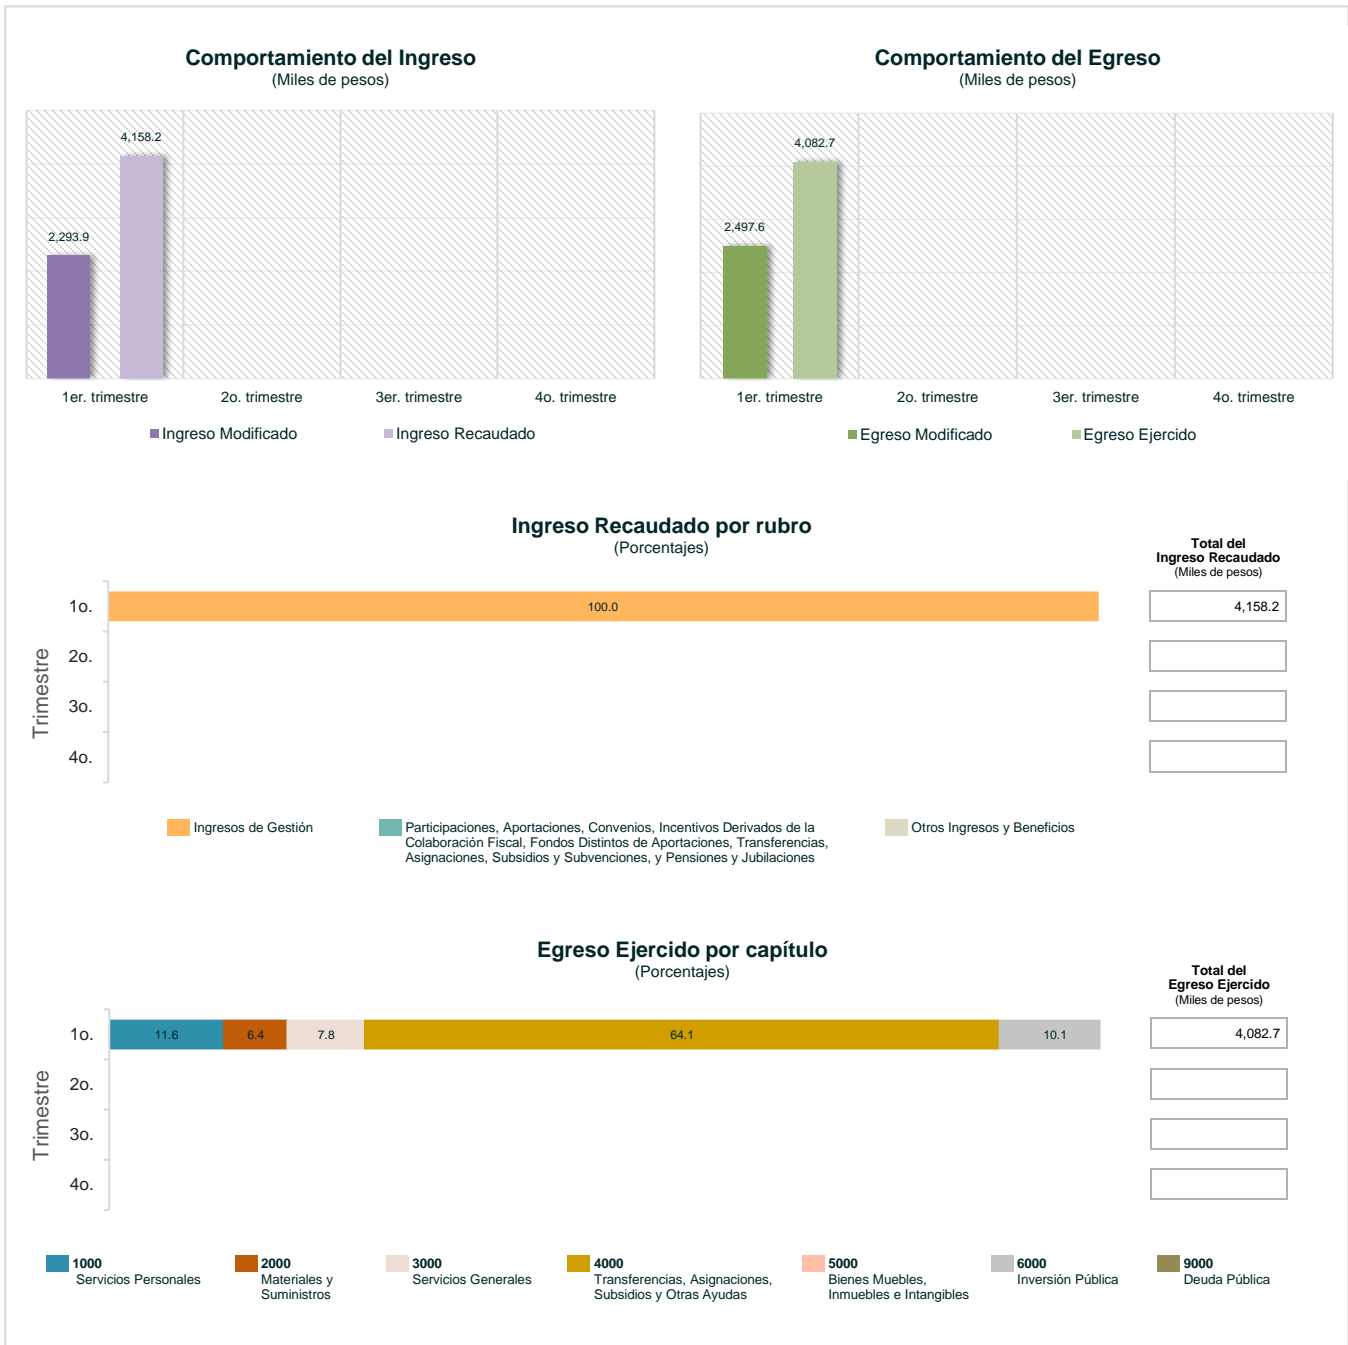 Comportamiento del Ingreso
(Miles de pesos)
4,158.2
2,293.9
1er. trimestre
2o. trimestre
3er. trimestre
4o. trimestre
Ingreso Modificado
Ingreso Recaudado
Comportamiento del Egreso
(Miles de pesos)
4,082.7
2,497.6
1er. trimestre
2o. trimestre
3er. trimestre
4o. trimestre
Egreso Modificado
Egreso Ejercido
Ingreso Recaudado por rubro
(Porcentajes)
Total del
Ingreso Recaudado
(Miles de pesos)
Trimestre
1o.
100.0
4,158.2
2o.
3o.
4o.
Ingresos de Gestión
Participaciones, Aportaciones, Convenios, Incentivos Derivados de la
Colaboración Fiscal, Fondos Distintos de Aportaciones, Transferencias,
Asignaciones, Subsidios y Subvenciones, y Pensiones y Jubilaciones
Otros Ingresos y Beneficios
Egreso Ejercido por capítulo
(Porcentajes)
Total del
Egreso Ejercido
(Miles de pesos)
Trimestre
1o.
11.6
6.4
7.8
64.1
10.1
4,082.7
2o.
3o.
4o.
1000
Servicios Personales
2000
Materiales y
Suministros
3000
Servicios Generales
4000
Transferencias, Asignaciones,
Subsidios y Otras Ayudas
5000
Bienes Muebles,
Inmuebles e Intangibles
6000
Inversión Pública
9000
Deuda Pública